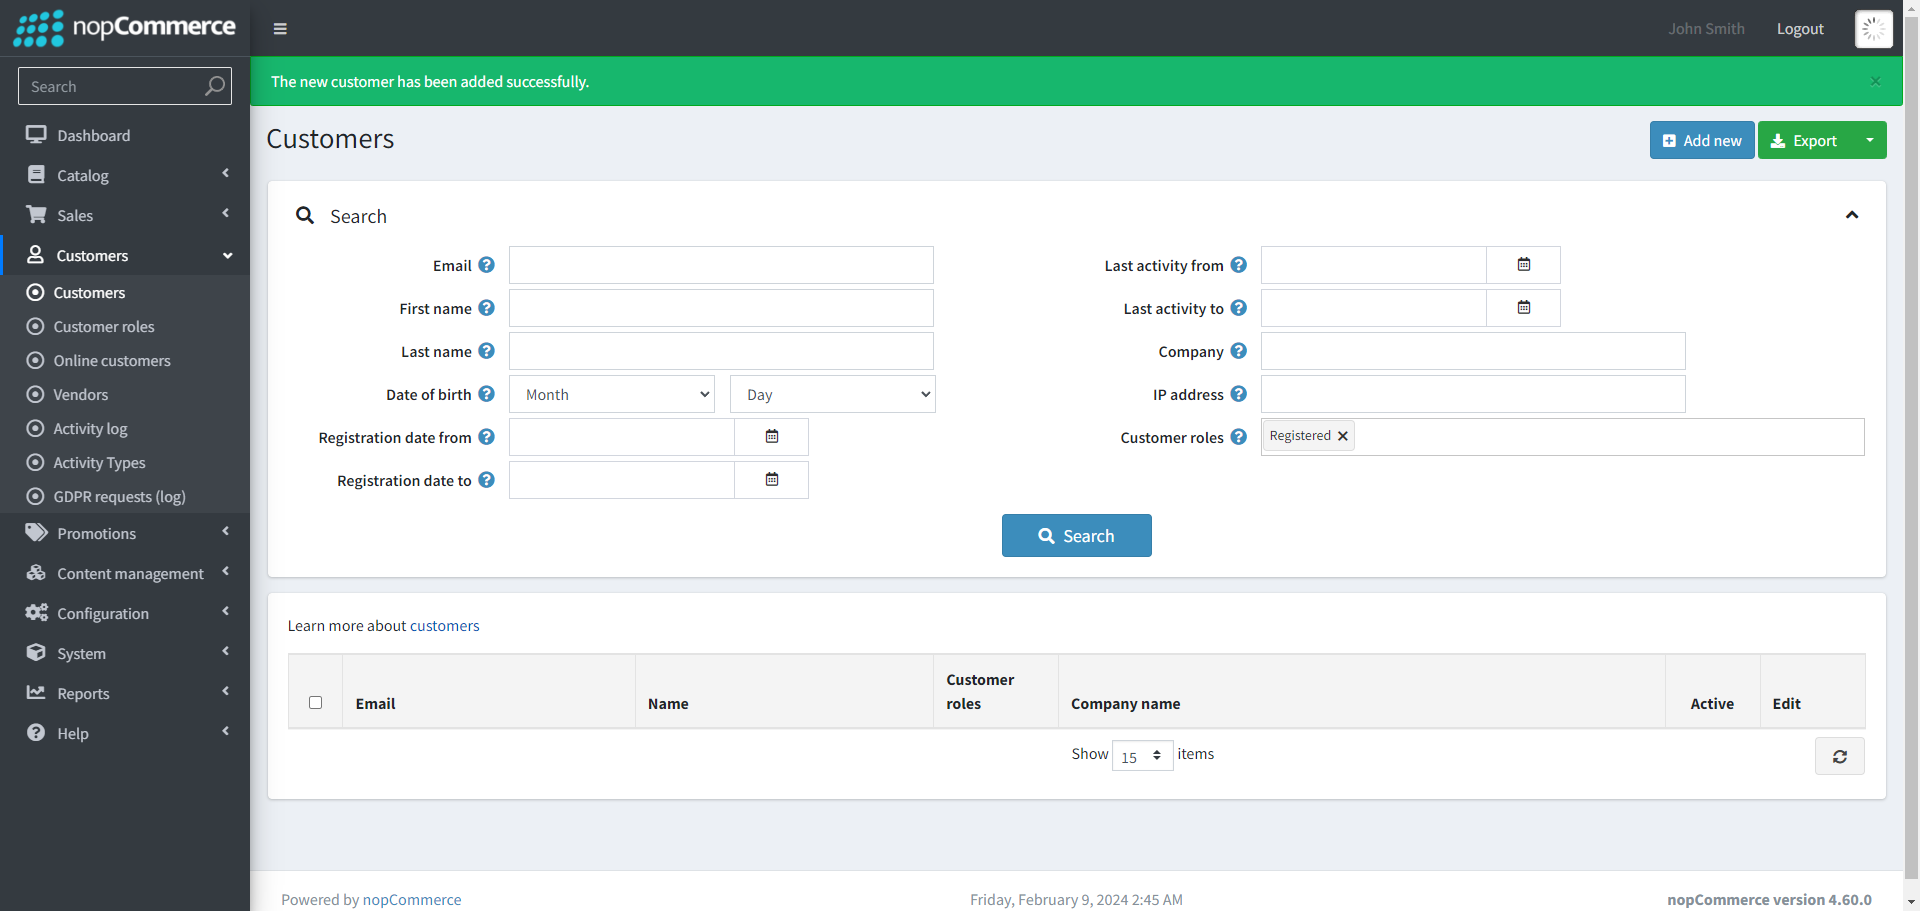 nopCommerce
John Smith
Logout
Search
The new customer has been added successfully.
×
Dashboard
Catalog
Sales
Customers
Customers
Customer roles
Online customers
Vendors
Activity log
Activity Types
GDPR requests (log)
Promotions
Content management
Configuration
System
Reports
Help
Customers
Add new
Export
Search
Email
First name
Last name
Date of birth
Month
Day
Registration date from
Registration date to
Last activity from
Last activity to
Company
IP address
Customer roles
Registered
Search
Learn more about customers
Email
Name
Customer roles
Company name
Active
Edit
Show 15 items
Powered by nopCommerce
Friday, February 9, 2024 2:45 AM
nopCommerce version 4.60.0